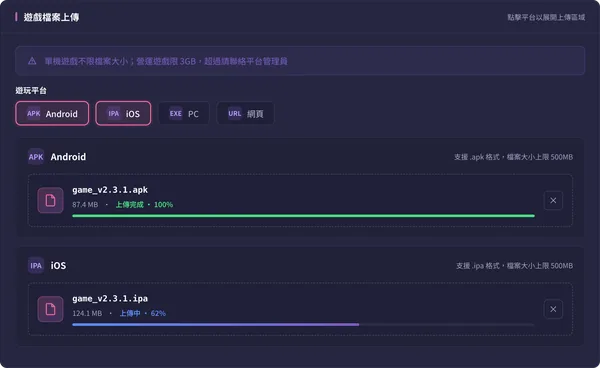 遊戲檔案上傳
點擊平台以展開上傳區域
單機遊戲不限檔案大小；營運遊戲限 3GB，超過請聯絡平台管理員
遊玩平台
APK Android IPA iOS EXE PC URL 網頁
APK Android
支援 .apk 格式，檔案大小上限 500MB
game_v2.3.1.apk
87.4 MB · 上傳完成 · 100%
IPA iOS
支援 .ipa 格式，檔案大小上限 500MB
game_v2.3.1.ipa
124.1 MB · 上傳中 · 62%